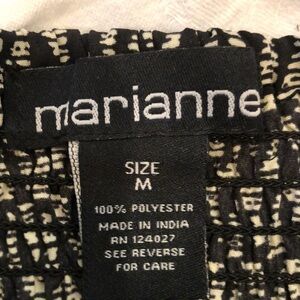 marianne
SIZE
M
100% POLYESTER
MADE IN INDIA
RN 124027
SEE REVERSE
FOR CARE